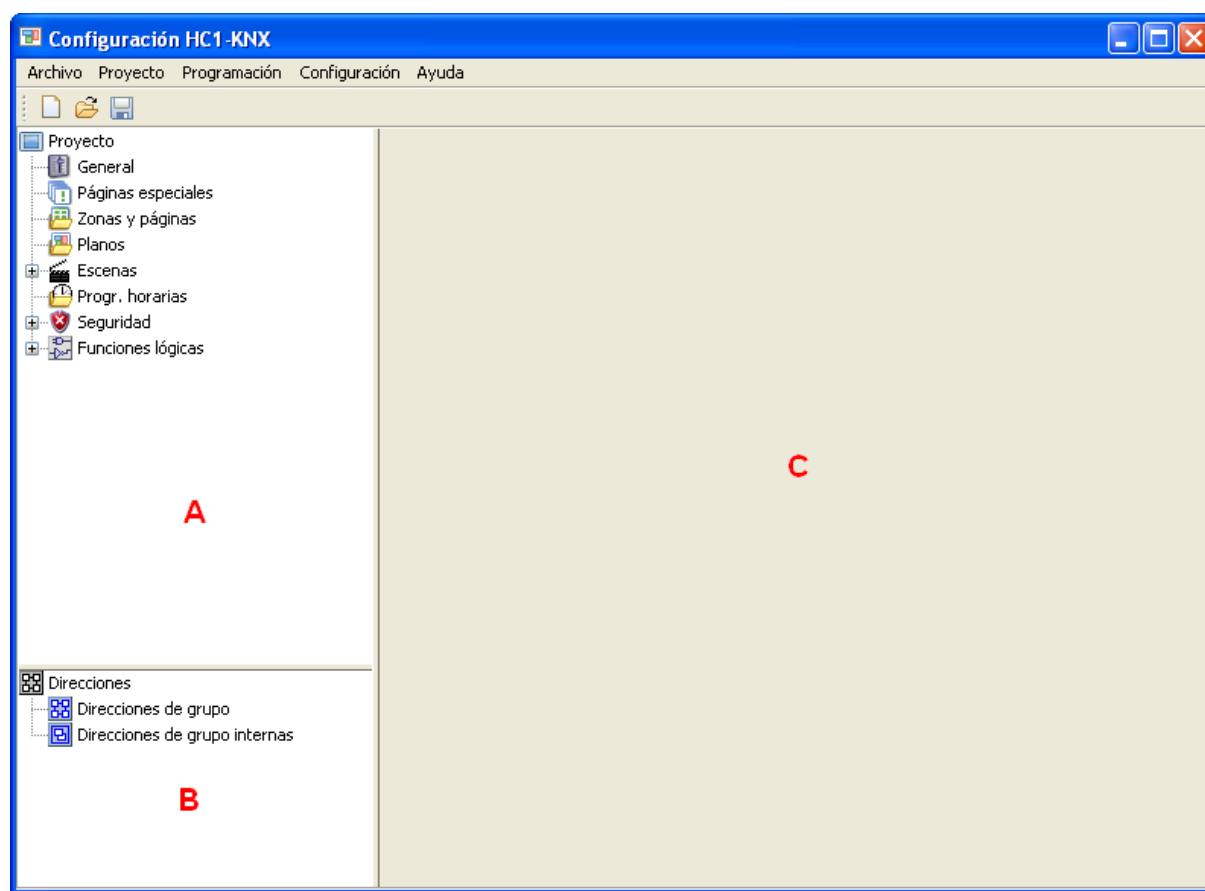 Configuración HC1-KNX
Archivo Proyecto Programación Configuración Ayuda
Proyecto
General
Páginas especiales
Zonas y páginas
Planos
Escenas
Progr. horarias
Seguridad
Funciones lógicas
A
C
Direcciones
Direcciones de grupo
Direcciones de grupo internas
B